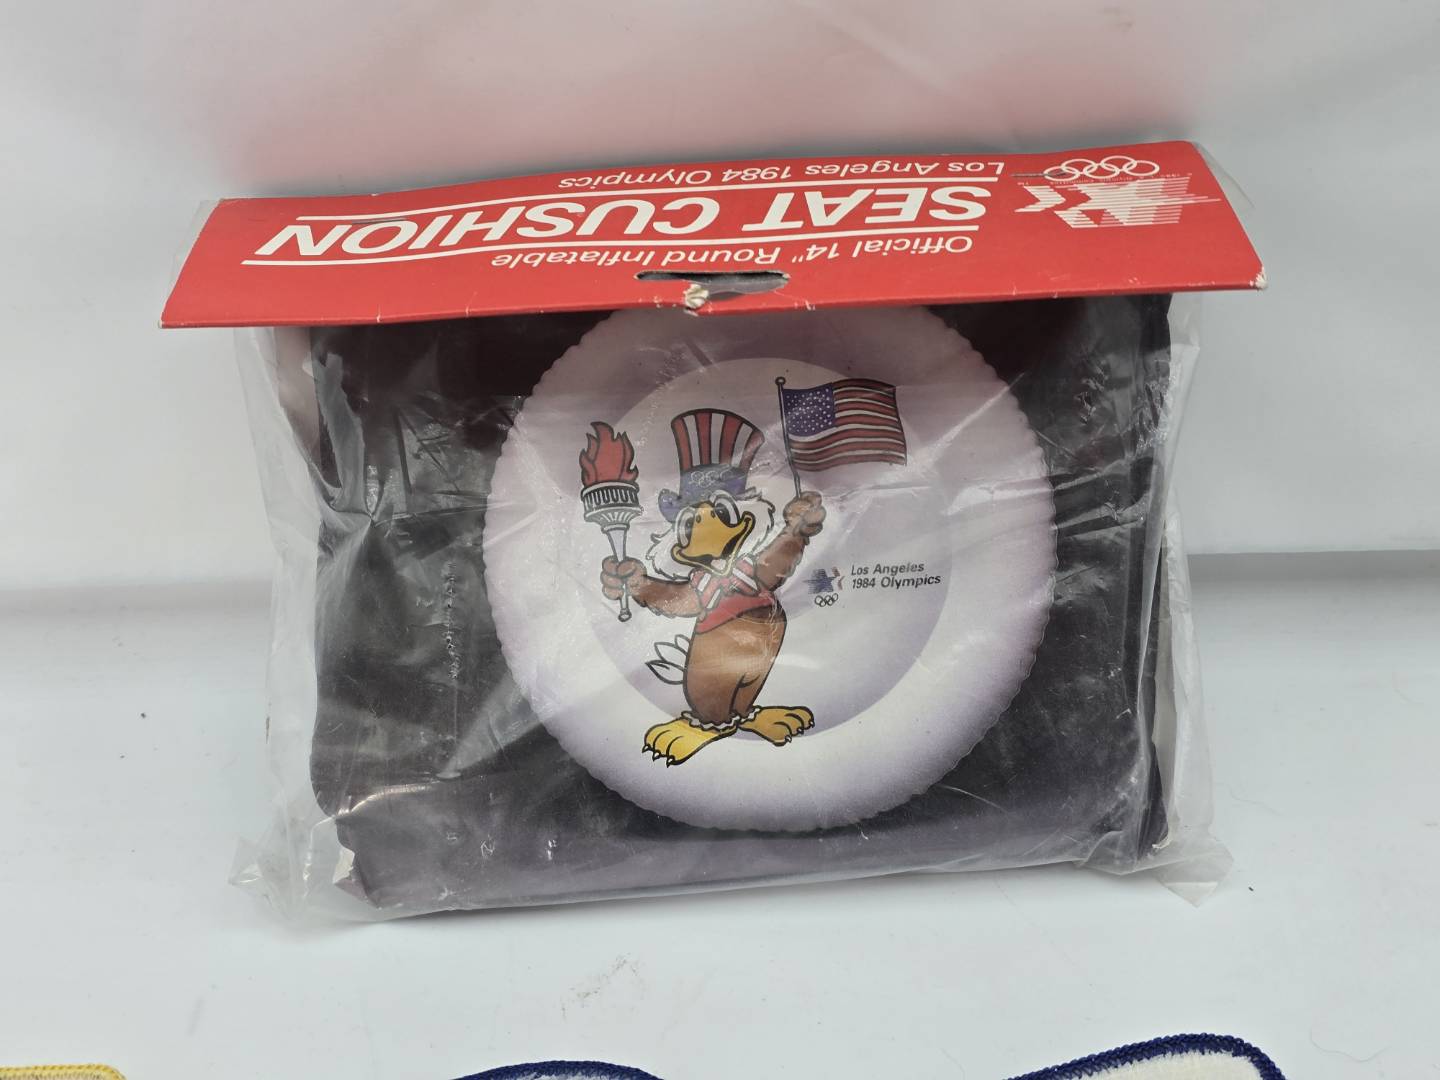 Official 14" Round Inflatable
SEAT CUSHION
Los Angeles 1984 Olympics
Los Angeles
1984 Olympics